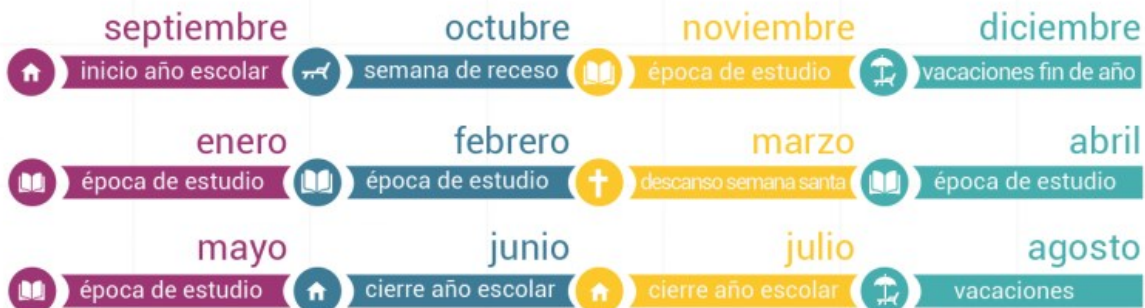 septiembre octubre noviembre diciembre
inicio año escolar semana de receso época de estudio vacaciones fin de año
enero febrero marzo abril
época de estudio época de estudio descanso semana santa época de estudio
mayo junio julio agosto
época de estudio cierre año escolar cierre año escolar vacaciones